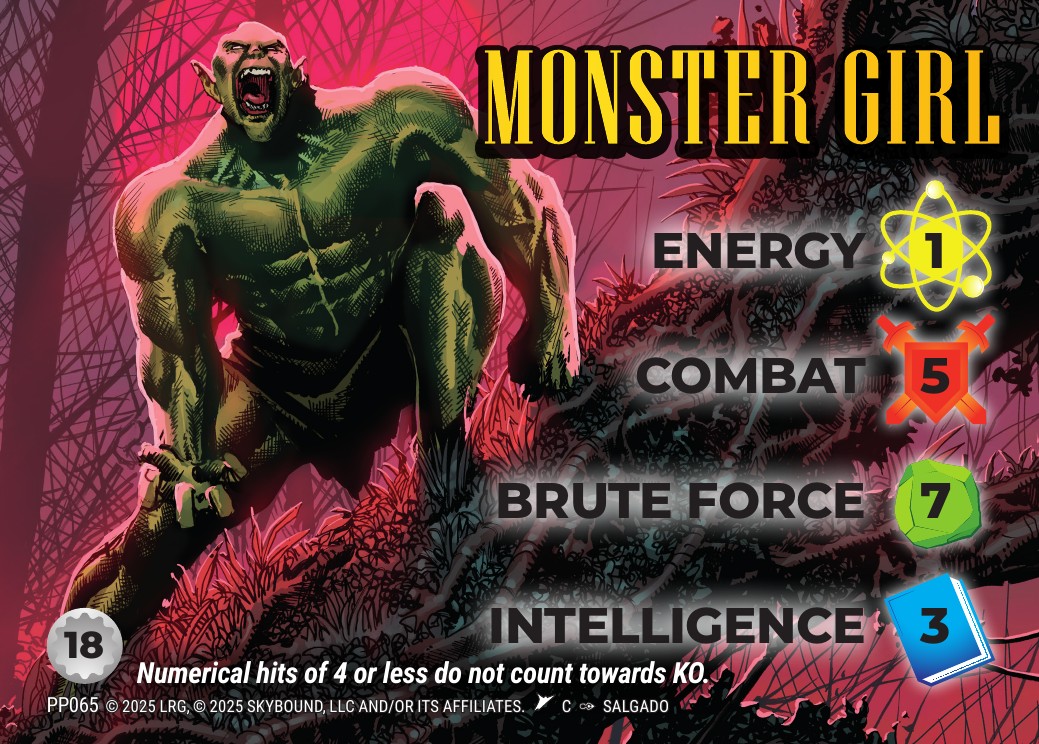 MONSTER GIRL
ENERGY 1
COMBAT 5
BRUTE FORCE 7
INTELLIGENCE 3
18
Numerical hits of 4 or less do not count towards KO.
PP065 © 2025 LRG, © 2025 SKYBOUND, LLC AND/OR ITS AFFILIATES. C SALGADO